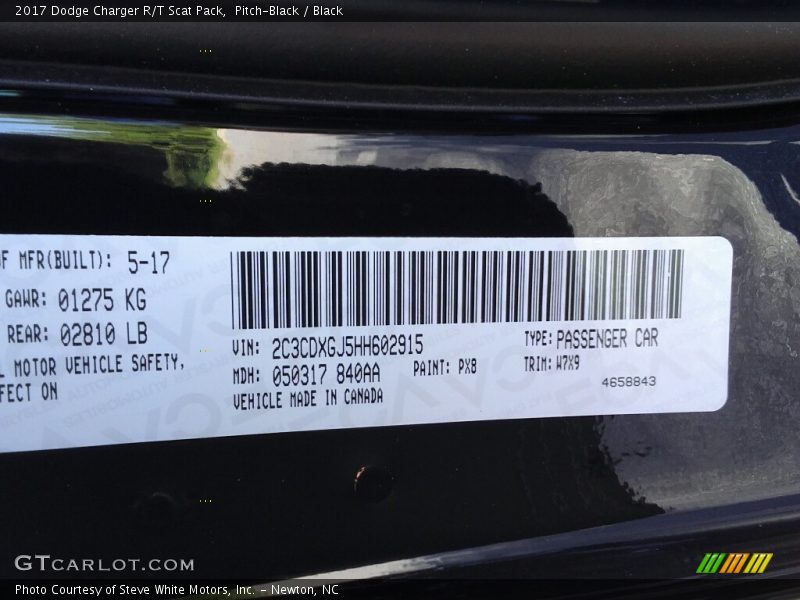 2017 Dodge Charger R/T Scat Pack,  Pitch-Black / Black
OF MFR(BUILT): 5-17
GAWR: 01275 KG
REAR: 02810 LB
L MOTOR VEHICLE SAFETY,
FECT ON
VIN: 2C3CDXGJ5HH602915
TYPE: PASSENGER CAR
MDH: 050317 840AA
PAINT: PX8
TRIM: W7X9
VEHICLE MADE IN CANADA
4658843
GTCARLOT.COM
Photo Courtesy of Steve White Motors, Inc. - Newton, NC